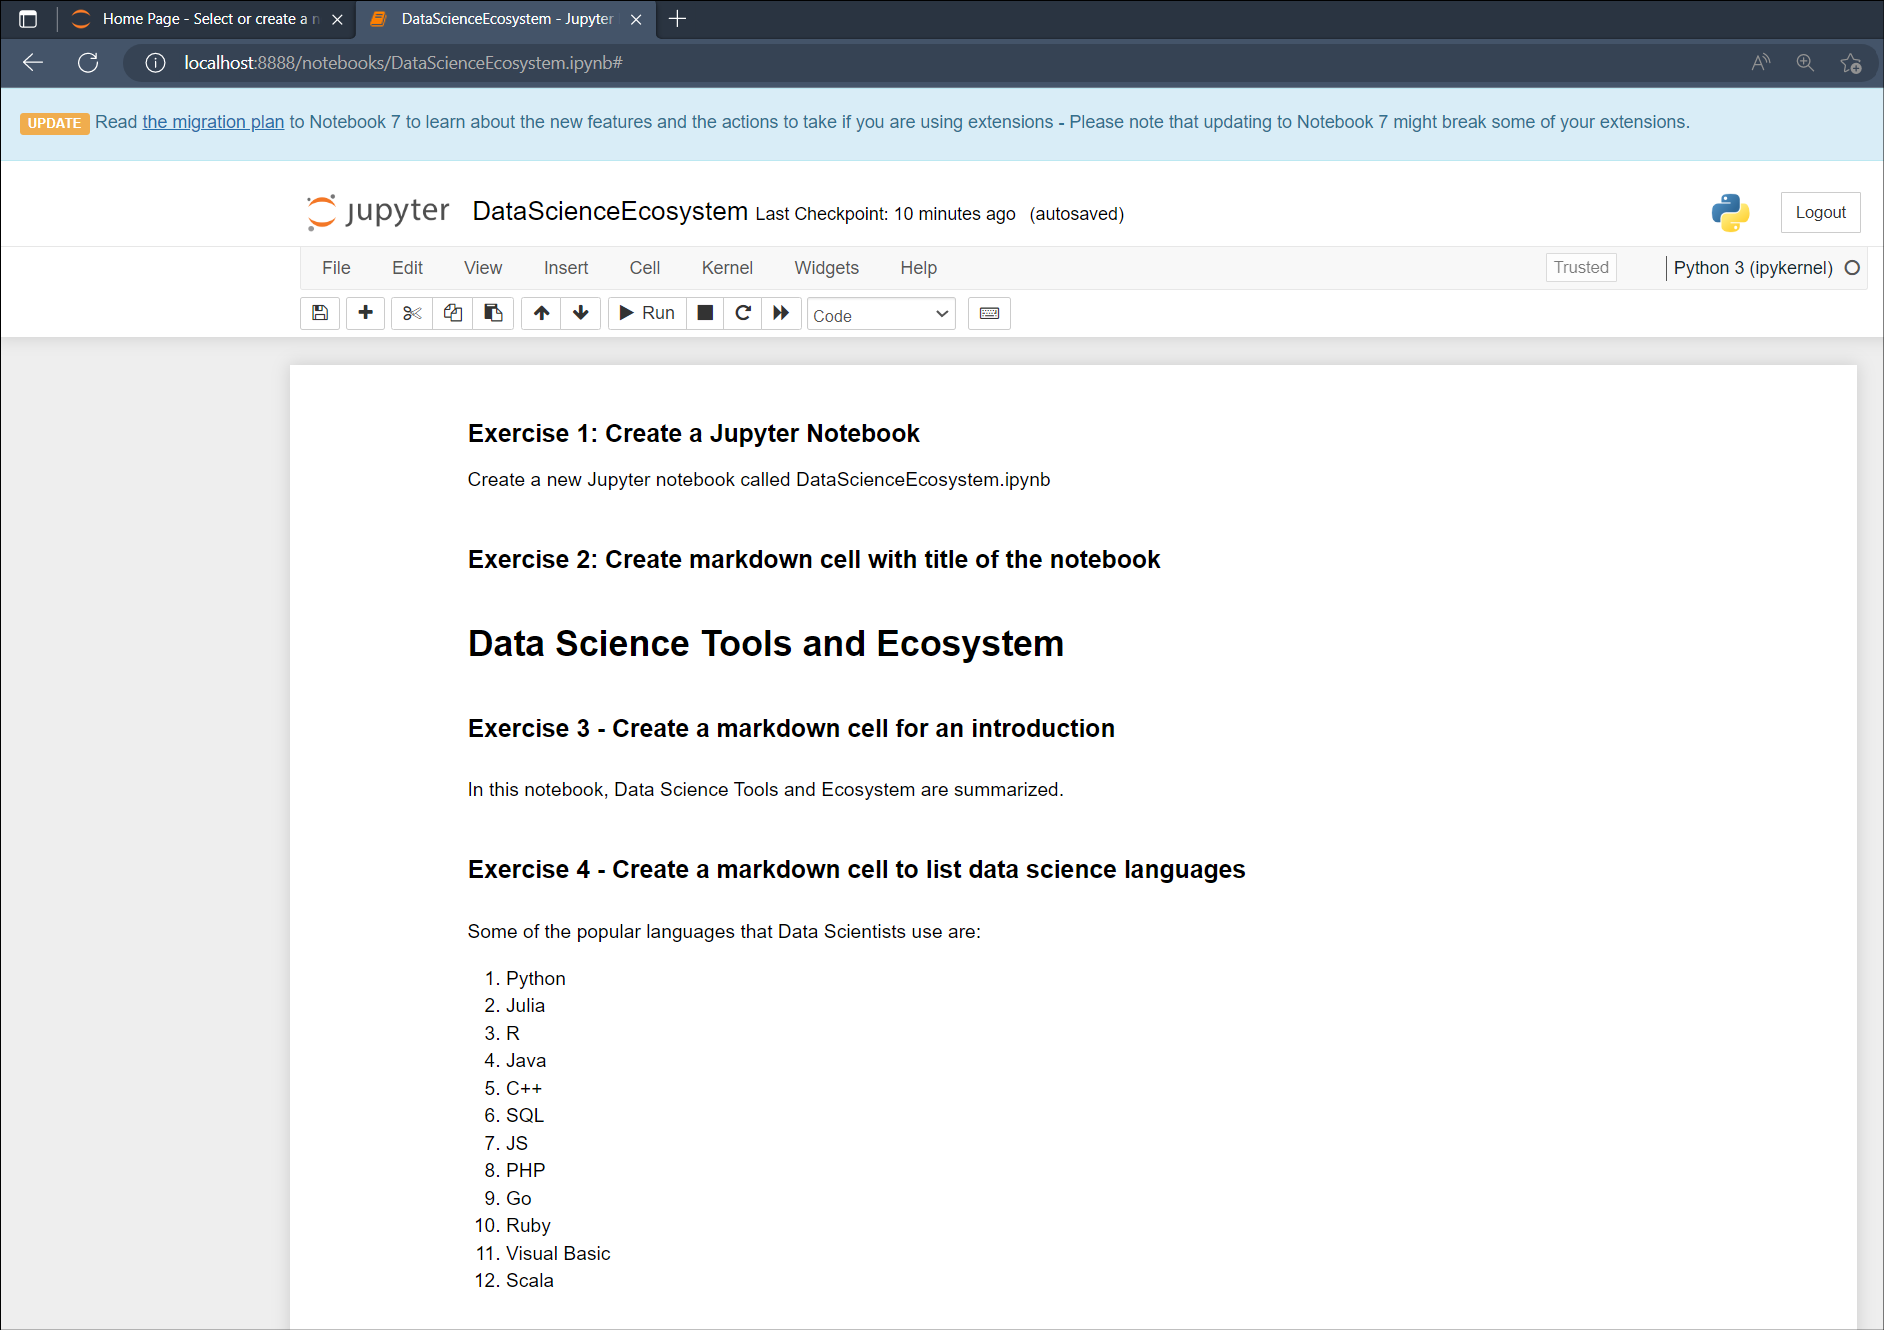 Home Page - Select or create a n
DataScienceEcosystem - Jupyter
localhost:8888/notebooks/DataScienceEcosystem.ipynb#
UPDATE Read the migration plan to Notebook 7 to learn about the new features and the actions to take if you are using extensions - Please note that updating to Notebook 7 might break some of your extensions.
jupyter DataScienceEcosystem Last Checkpoint: 10 minutes ago (autosaved)
Logout
File Edit View Insert Cell Kernel Widgets Help
Trusted
Python 3 (ipykernel)
Run
Code
Exercise 1: Create a Jupyter Notebook
Create a new Jupyter notebook called DataScienceEcosystem.ipynb
Exercise 2: Create markdown cell with title of the notebook
Data Science Tools and Ecosystem
Exercise 3 - Create a markdown cell for an introduction
In this notebook, Data Science Tools and Ecosystem are summarized.
Exercise 4 - Create a markdown cell to list data science languages
Some of the popular languages that Data Scientists use are:
1. Python
2. Julia
3. R
4. Java
5. C++
6. SQL
7. JS
8. PHP
9. Go
10. Ruby
11. Visual Basic
12. Scala